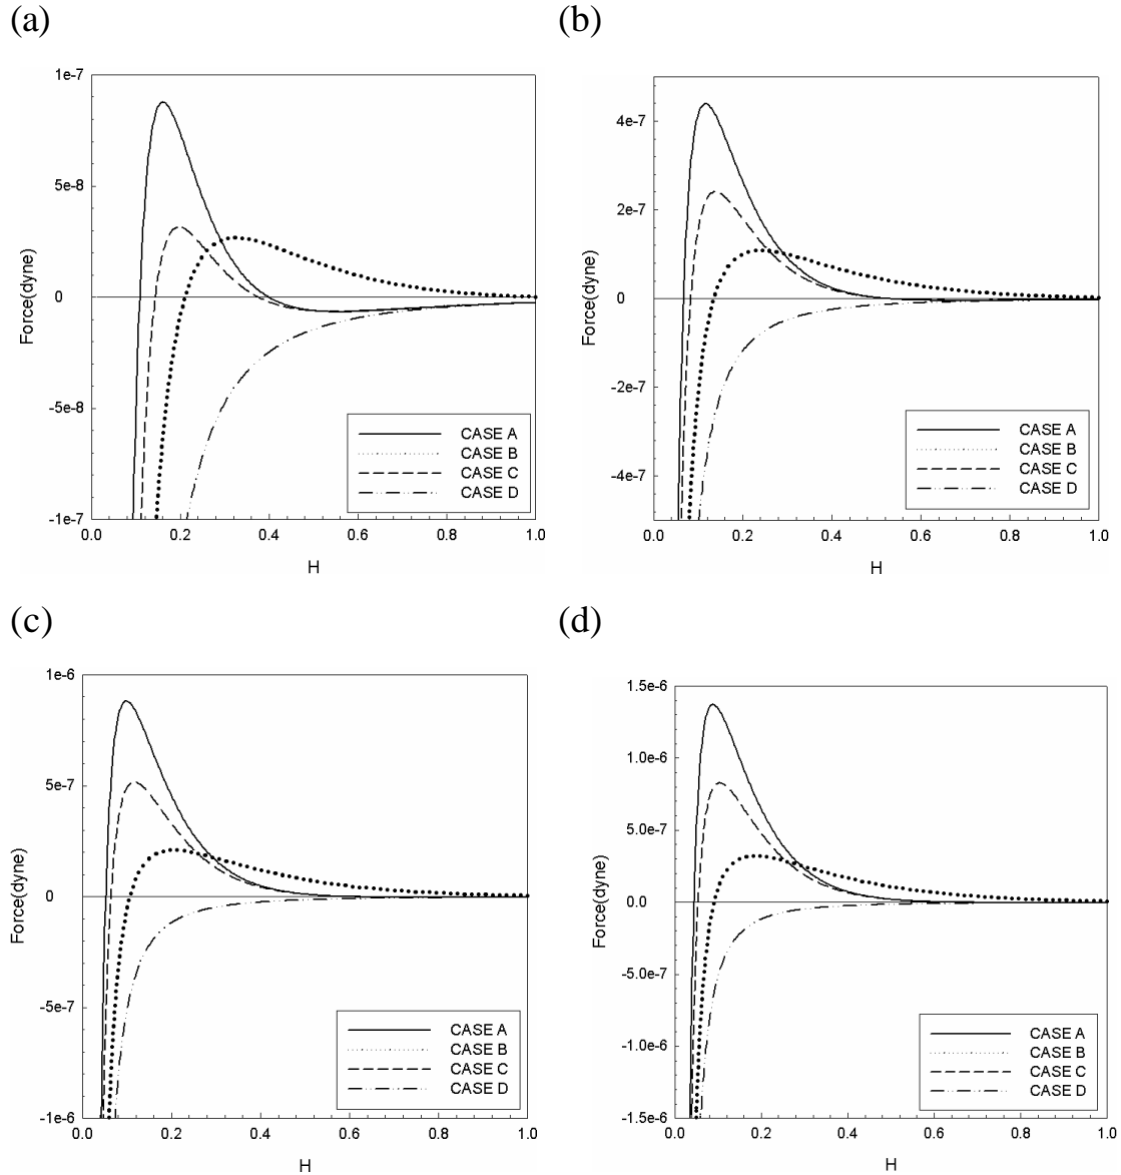 (a)
1e-7
5e-8
0
-5e-8
-1e-7
Force(dyne)
0.0 0.2 0.4 0.6 0.8 1.0
H
CASE A
CASE B
CASE C
CASE D
(b)
4e-7
2e-7
0
-2e-7
-4e-7
Force(dyne)
0.0 0.2 0.4 0.6 0.8 1.0
H
CASE A
CASE B
CASE C
CASE D
(c)
1e-6
5e-7
0
-5e-7
-1e-6
Force(dyne)
0.0 0.2 0.4 0.6 0.8 1.0
H
CASE A
CASE B
CASE C
CASE D
(d)
1.5e-6
1.0e-6
5.0e-7
0.0
-5.0e-7
-1.0e-6
-1.5e-6
Force(dyne)
0.0 0.2 0.4 0.6 0.8 1.0
H
CASE A
CASE B
CASE C
CASE D